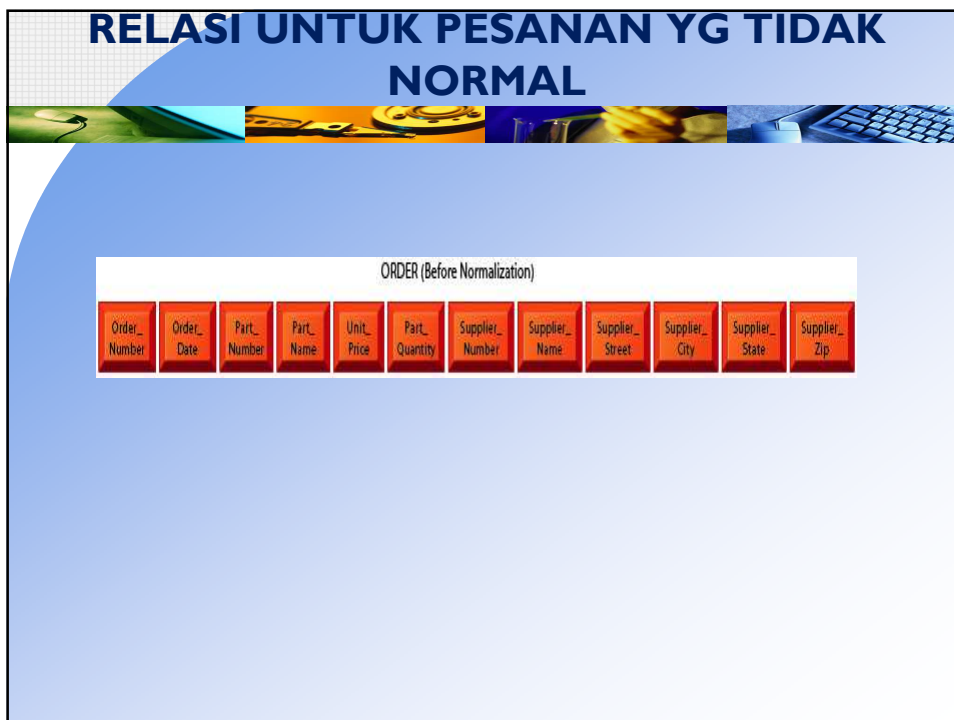 RELASI UNTUK PESANAN YG TIDAK
NORMAL
ORDER (Before Normalization)
Order_ Order_ Part_ Part_ Unit_ Part_ Supplier_ Supplier_ Supplier_ Supplier_ Supplier_ Supplier_
Number Date Number Name Price Quantity Number Name Street City State Zip